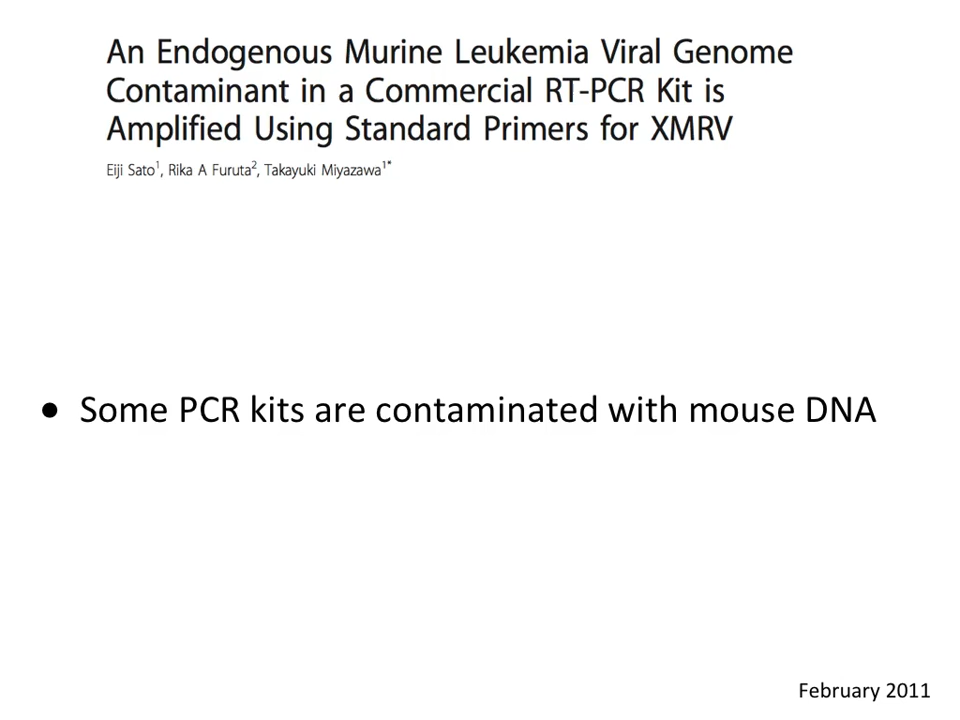 An Endogenous Murine Leukemia Viral Genome
Contaminant in a Commercial RT-PCR Kit is
Amplified Using Standard Primers for XMRV
Eiji Sato¹, Rika A Furuta², Takayuki Miyazawa¹*
• Some PCR kits are contaminated with mouse DNA
February 2011